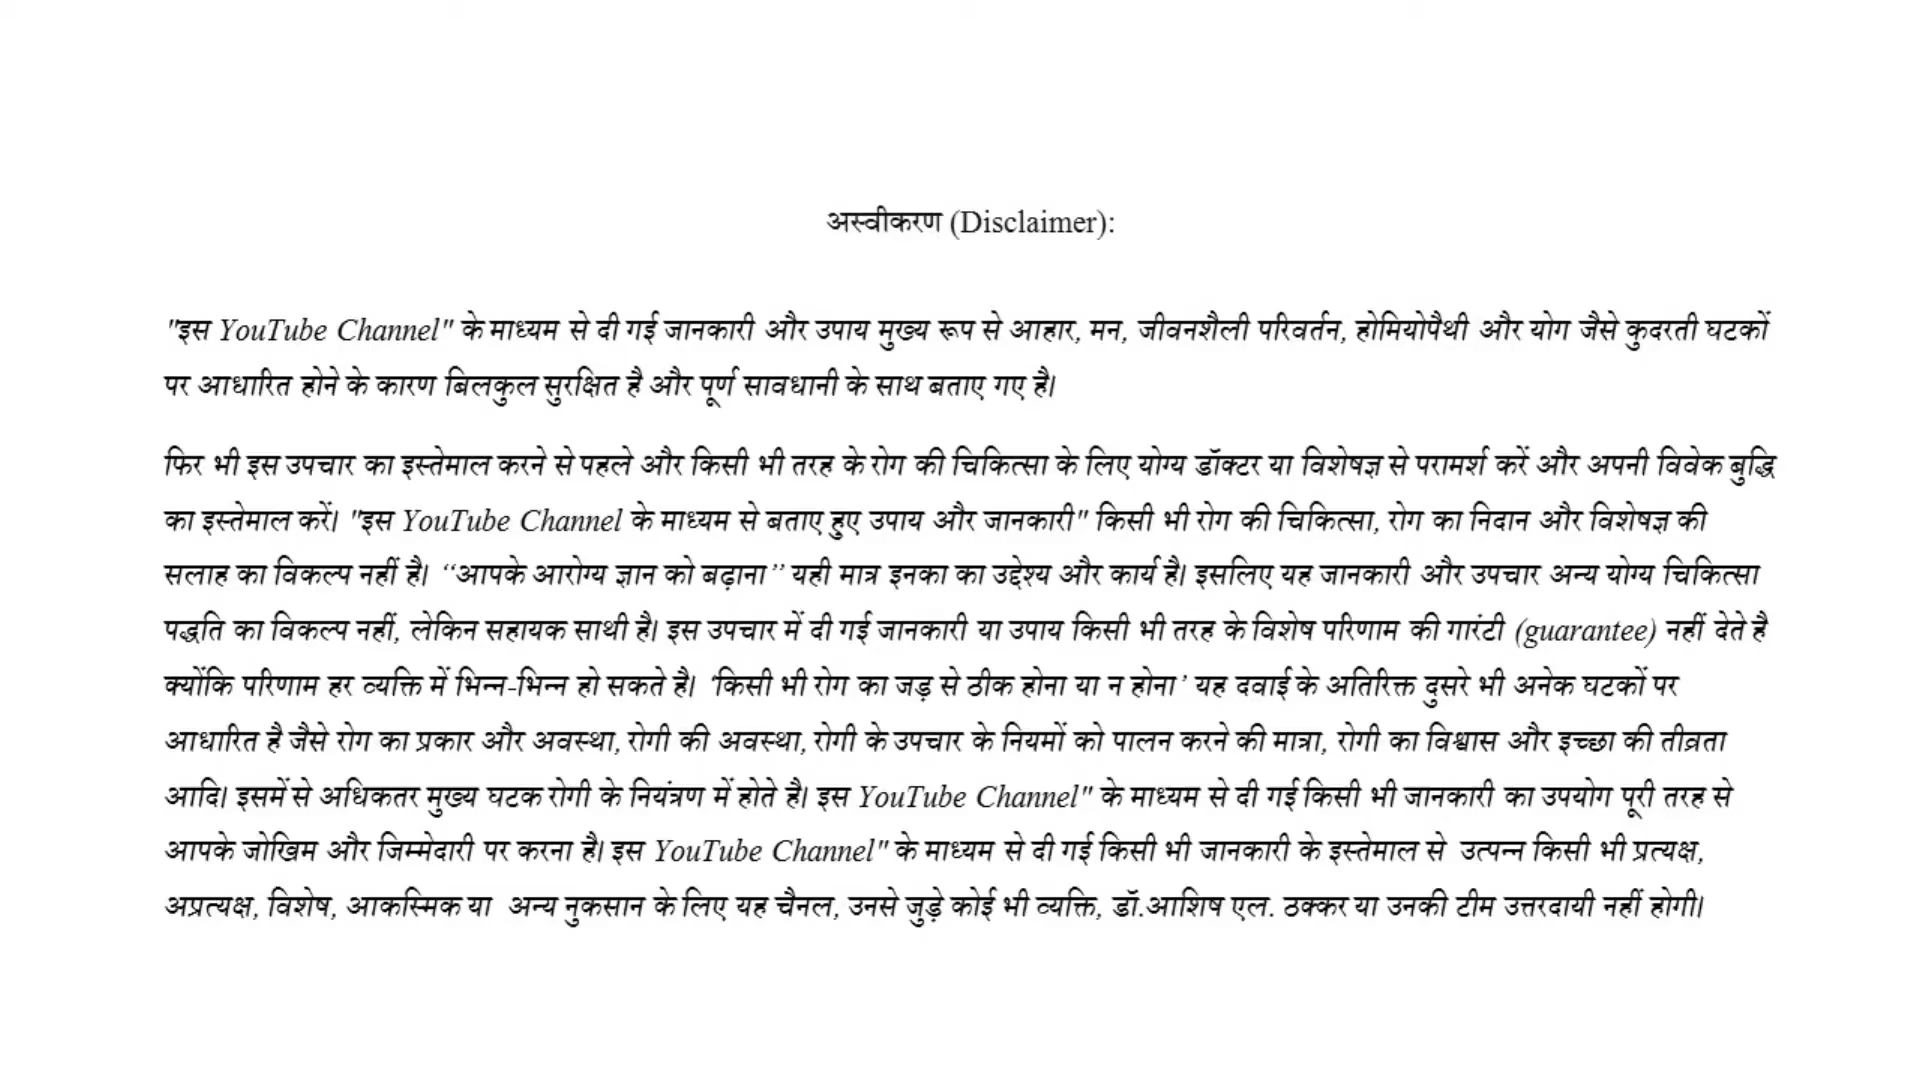 अस्वीकरण (Disclaimer):
"इस YouTube Channel" के माध्यम से दी गई जानकारी और उपाय मुख्य रूप से आहार, मन, जीवनशैली परिवर्तन, होमियोपैथी और योग जैसे कुदरती घटकों
पर आधारित होने के कारण बिलकुल सुरक्षित है और पूर्ण सावधानी के साथ बताए गए है।
फिर भी इस उपचार का इस्तेमाल करने से पहले और किसी भी तरह के रोग की चिकित्सा के लिए योग्य डॉक्टर या विशेषज्ञ से परामर्श करें और अपनी विवेक बुद्धि
का इस्तेमाल करें। "इस YouTube Channel के माध्यम से बताए हुए उपाय और जानकारी" किसी भी रोग की चिकित्सा, रोग का निदान और विशेषज्ञ की
सलाह का विकल्प नहीं है। “आपके आरोग्य ज्ञान को बढ़ाना” यही मात्र इनका का उद्देश्य और कार्य है। इसलिए यह जानकारी और उपचार अन्य योग्य चिकित्सा
पद्धति का विकल्प नहीं, लेकिन सहायक साथी है। इस उपचार में दी गई जानकारी या उपाय किसी भी तरह के विशेष परिणाम की गारंटी (guarantee) नहीं देते है
क्योंकि परिणाम हर व्यक्ति में भिन्न-भिन्न हो सकते है। ‘किसी भी रोग का जड़ से ठीक होना या न होना’ यह दवाई के अतिरिक्त दुसरे भी अनेक घटकों पर
आधारित है जैसे रोग का प्रकार और अवस्था, रोगी की अवस्था, रोगी के उपचार के नियमों को पालन करने की मात्रा, रोगी का विश्वास और इच्छा की तीव्रता
आदि। इसमें से अधिकतर मुख्य घटक रोगी के नियंत्रण में होते है। इस YouTube Channel" के माध्यम से दी गई किसी भी जानकारी का उपयोग पूरी तरह से
आपके जोखिम और जिम्मेदारी पर करना है। इस YouTube Channel" के माध्यम से दी गई किसी भी जानकारी के इस्तेमाल से उत्पन्न किसी भी प्रत्यक्ष,
अप्रत्यक्ष, विशेष, आकस्मिक या अन्य नुकसान के लिए यह चैनल, उनसे जुड़े कोई भी व्यक्ति, डॉ.आशिष एल. ठक्कर या उनकी टीम उत्तरदायी नहीं होगी।